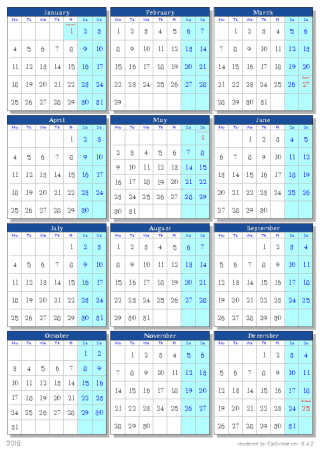 January
Mo Tu We Th Fr Sa Su
1 2 3
4 5 6 7 8 9 10
11 12 13 14 15 16 17
18 19 20 21 22 23 24
25 26 27 28 29 30 31
February
Mo Tu We Th Fr Sa Su
1 2 3 4 5 6 7
8 9 10 11 12 13 14
15 16 17 18 19 20 21
22 23 24 25 26 27 28
29
March
Mo Tu We Th Fr Sa Su
1 2 3 4 5 6
7 8 9 10 11 12 13
14 15 16 17 18 19 20
21 22 23 24 25 26 27
28 29 30 31
April
Mo Tu We Th Fr Sa Su
1 2 3
4 5 6 7 8 9 10
11 12 13 14 15 16 17
18 19 20 21 22 23 24
25 26 27 28 29 30
May
Mo Tu We Th Fr Sa Su
1
2 3 4 5 6 7 8
9 10 11 12 13 14 15
16 17 18 19 20 21 22
23 24 25 26 27 28 29
30 31
June
Mo Tu We Th Fr Sa Su
1 2 3 4 5
6 7 8 9 10 11 12
13 14 15 16 17 18 19
20 21 22 23 24 25 26
27 28 29 30
July
Mo Tu We Th Fr Sa Su
1 2 3
4 5 6 7 8 9 10
11 12 13 14 15 16 17
18 19 20 21 22 23 24
25 26 27 28 29 30 31
August
Mo Tu We Th Fr Sa Su
1 2 3 4 5 6 7
8 9 10 11 12 13 14
15 16 17 18 19 20 21
22 23 24 25 26 27 28
29 30 31
September
Mo Tu We Th Fr Sa Su
1 2 3 4
5 6 7 8 9 10 11
12 13 14 15 16 17 18
19 20 21 22 23 24 25
26 27 28 29 30
October
Mo Tu We Th Fr Sa Su
1 2
3 4 5 6 7 8 9
10 11 12 13 14 15 16
17 18 19 20 21 22 23
24 25 26 27 28 29 30
31
November
Mo Tu We Th Fr Sa Su
1 2 3 4 5 6
7 8 9 10 11 12 13
14 15 16 17 18 19 20
21 22 23 24 25 26 27
28 29 30
December
Mo Tu We Th Fr Sa Su
1 2 3 4
5 6 7 8 9 10 11
12 13 14 15 16 17 18
19 20 21 22 23 24 25
26 27 28 29 30 31
2016
rendered by ver. 0.4.2